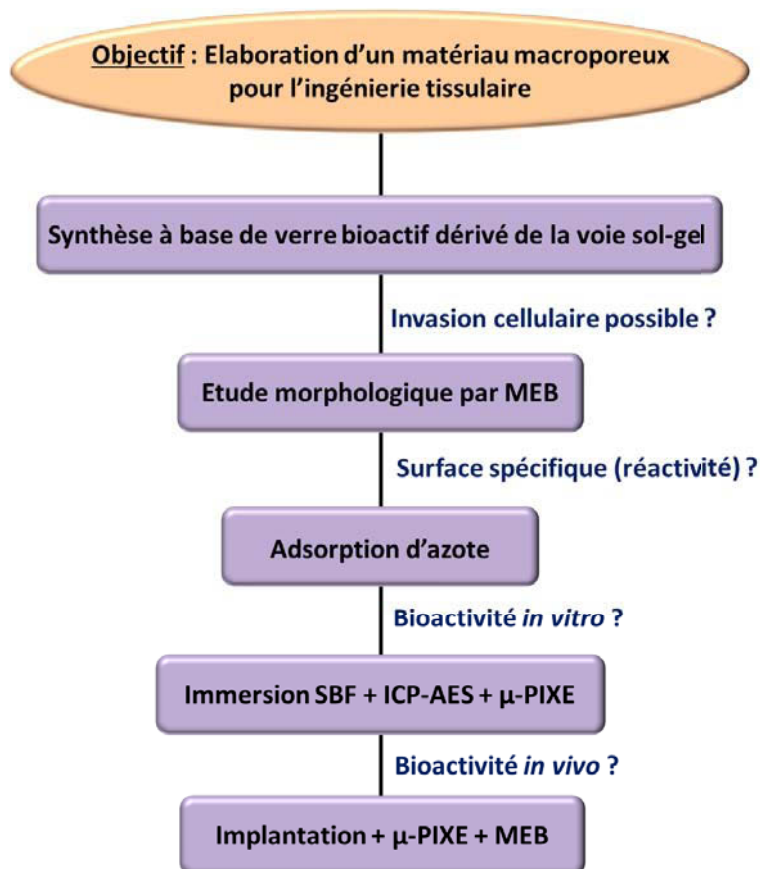 Objectif : Elaboration d'un matériau macroporeux
pour l'ingénierie tissulaire
Synthèse à base de verre bioactif dérivé de la voie sol-gel
Invasion cellulaire possible ?
Etude morphologique par MEB
Surface spécifique (réactivité) ?
Adsorption d'azote
Bioactivité in vitro ?
Immersion SBF + ICP-AES + μ-PIXE
Bioactivité in vivo ?
Implantation + μ-PIXE + MEB